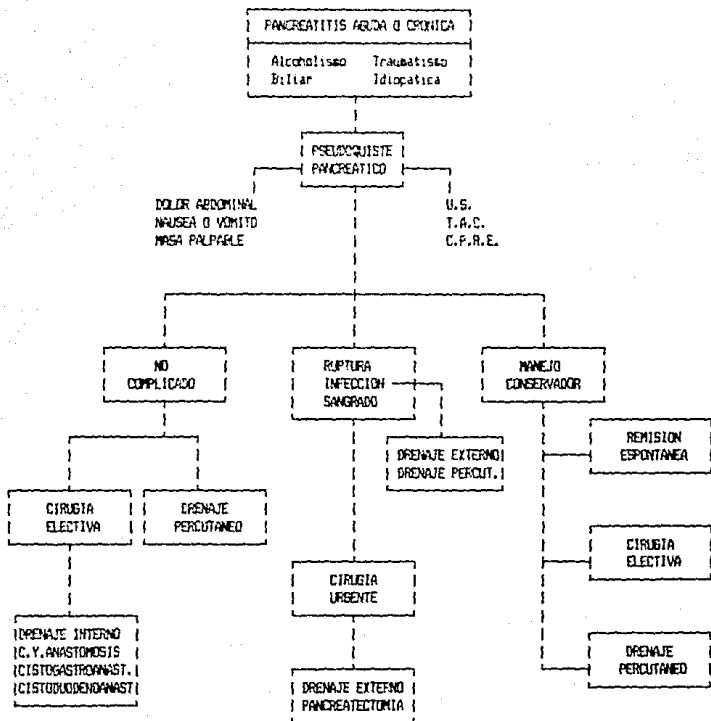 PANCREATITIS AGUDA O CRONICA
Alcoholismo Traumatismo
Biliar Idiopatica
PSEUDOQUISTE
PANCREATICO
DOLOR ABDOMINAL
NAUSEA O VOMITO
MASA PALPABLE
U.S.
T.A.C.
C.P.R.E.
NO
COMPLICADO
RUPTURA
INFECCION
SANGRADO
MANEJO
CONSERVADOR
DRENAJE EXTERNO
DRENAJE PERCUT.
REMISION
ESPONTANEA
CIRUGIA
ELECTIVA
DRENAJE
PERCUTANEO
CIRUGIA
URGENTE
CIRUGIA
ELECTIVA
DRENAJE INTERNO
C.Y.ANASTOMOSIS
CISTOGASTROANAST.
CISTODUODENOANAST
DRENAJE EXTERNO
PANCREATECTOMIA
DRENAJE
PERCUTANEO